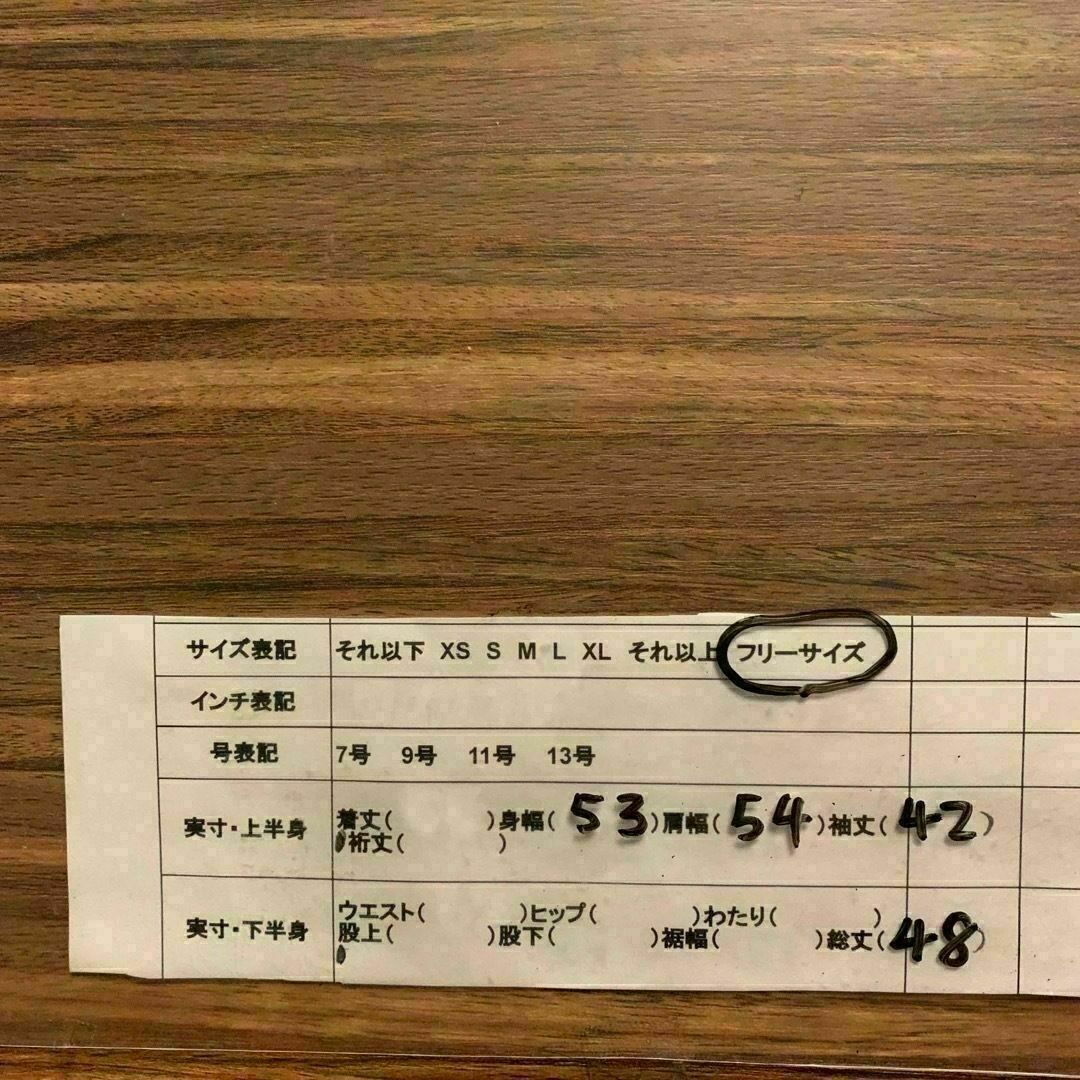 サイズ表記 それ以下 XS S M L XL それ以上 フリーサイズ
インチ表記
号表記 7号 9号 11号 13号
実寸・上半身 着丈( )身幅( 53 )肩幅( 54 )袖丈( 42 )
裄丈( )
実寸・下半身 ウエスト( )ヒップ( )わたり( )
股上( )股下( )裾幅( )総丈( 48 )